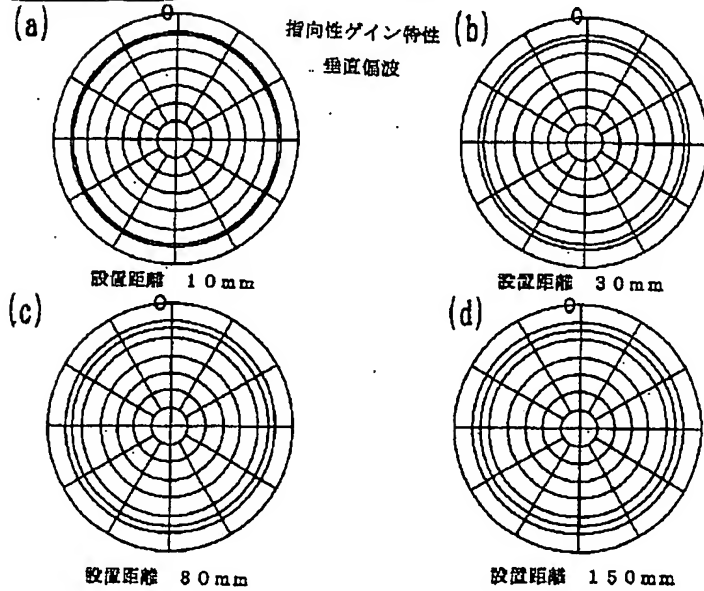 (a)
0
指向性ゲイン特性
垂直偏波
(b)
0
設置距離 10mm
設置距離 30mm
(c)
0
(d)
0
設置距離 80mm
設置距離 150mm